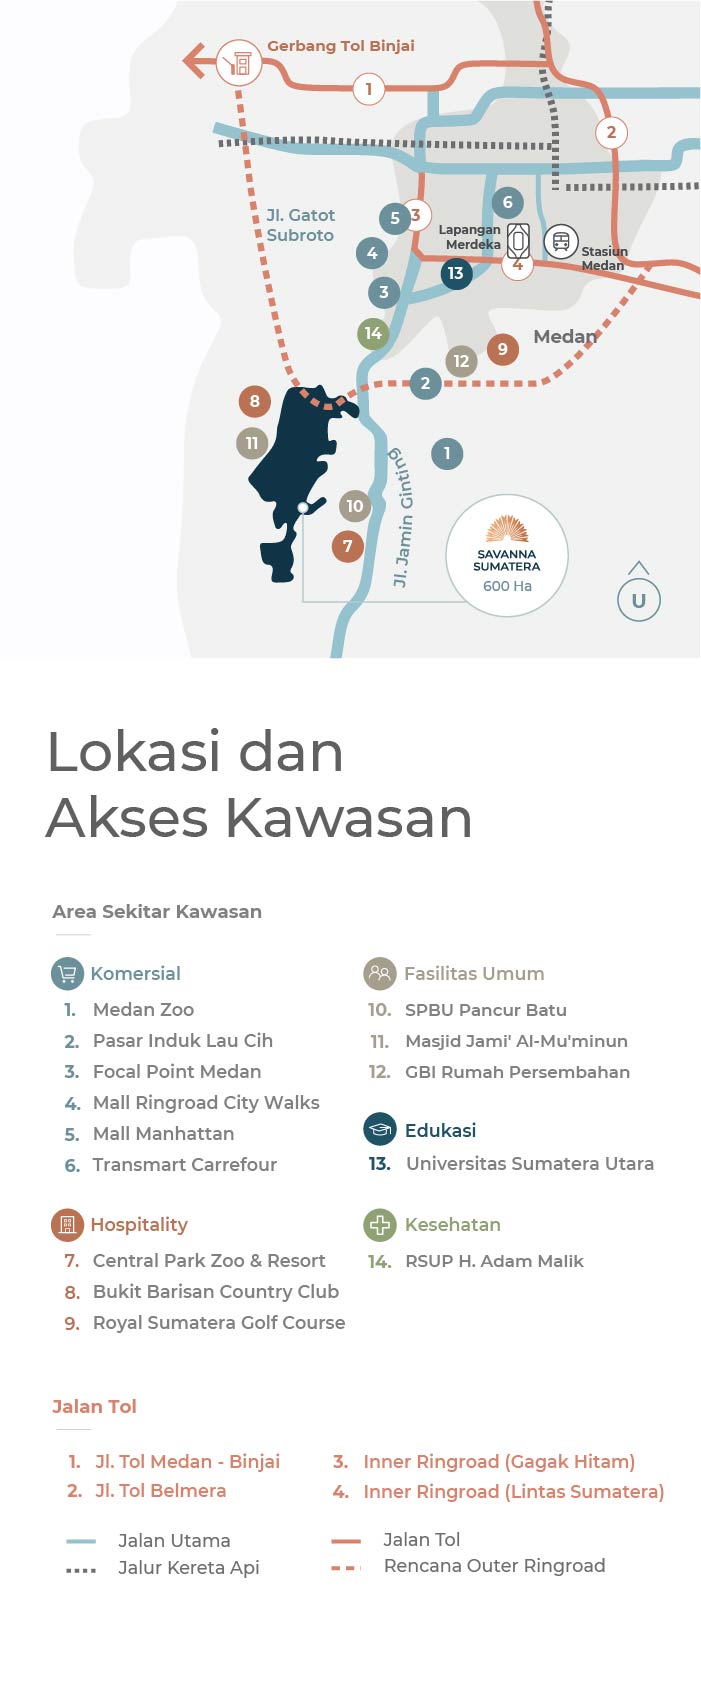 Gerbang Tol Binjai
1
2
Jl. Gatot
Subroto
5
3
6
Lapangan
Merdeka
4
4
Stasiun
Medan
13
3
14
Medan
9
12
2
8
11
1
Jl. Jamin Ginting
10
7
SAVANNA
SUMATERA
600 Ha
U
Lokasi dan
Akses Kawasan
Area Sekitar Kawasan
Komersial
1. Medan Zoo
2. Pasar Induk Lau Cih
3. Focal Point Medan
4. Mall Ringroad City Walks
5. Mall Manhattan
6. Transmart Carrefour
Hospitality
7. Central Park Zoo & Resort
8. Bukit Barisan Country Club
9. Royal Sumatera Golf Course
Fasilitas Umum
10. SPBU Pancur Batu
11. Masjid Jami' Al-Mu'minun
12. GBI Rumah Persembahan
Edukasi
13. Universitas Sumatera Utara
Kesehatan
14. RSUP H. Adam Malik
Jalan Tol
1. Jl. Tol Medan - Binjai
2. Jl. Tol Belmera
3. Inner Ringroad (Gagak Hitam)
4. Inner Ringroad (Lintas Sumatera)
Jalan Utama
Jalur Kereta Api
Jalan Tol
Rencana Outer Ringroad